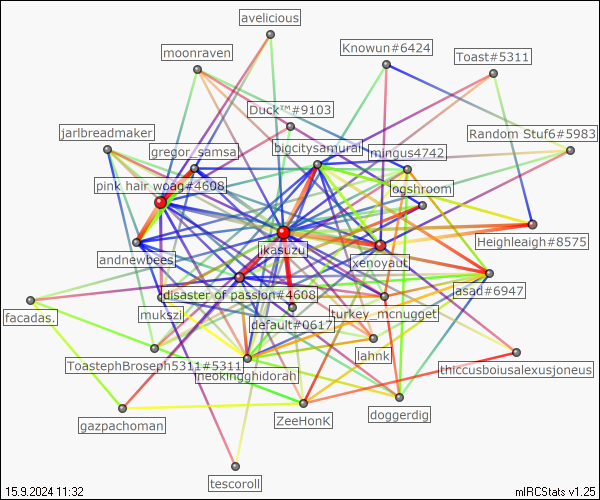 avelicious
moonraven
Knowun#6424
Toast#5311
Duck™#9103
jarlbreadmaker
Random Stuf6#5983
gregor_samsa
bigcitysamurai
mingus4742
pink hair woag#4608
ogshroom
Heighleaigh#8575
ikasuzu
andnewbees
xenoyaut
asad#6947
disaster of passion#4608
facadas.
mukszi
default#0617
turkey_mcnugget
lahnk
ToastephBroseph5311#5311
theokingghidorah
thiccusboiusalexusjoneus
gazpachoman
ZeeHonK
doggerdig
tescoroll
15.9.2024 11:32
mIRCStats v1.25